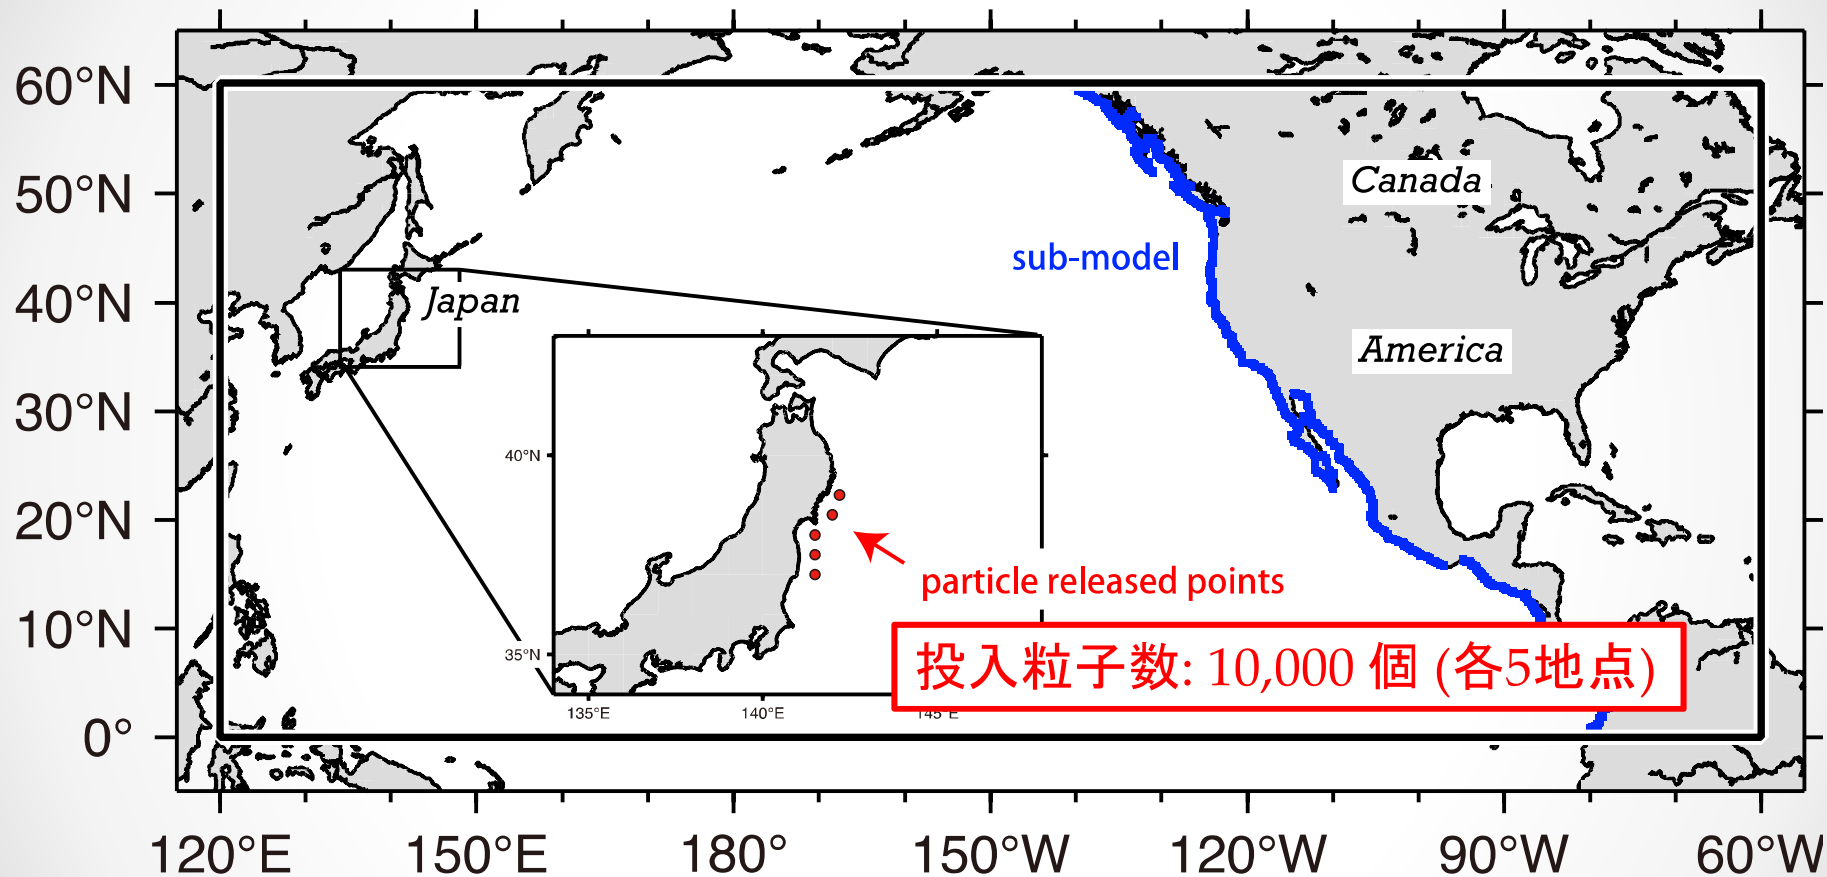 60°N
50°N
40°N
30°N
20°N
10°N
0°
120°E
150°E
180°
150°W
120°W
90°W
60°W
Canada
sub-model
Japan
America
40°N
35°N
135°E
140°E
145°E
particle released points
投入粒子数: 10,000 個 (各5地点)